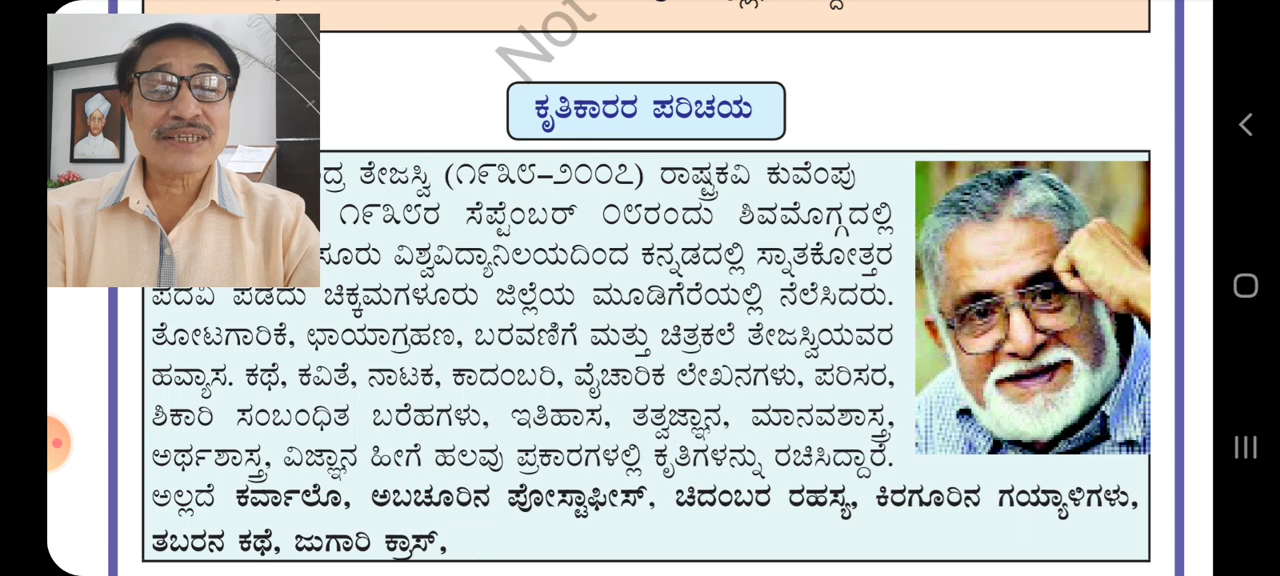 Not
ಕೃತಿಕಾರರ ಪರಿಚಯ
ತೇಜಸ್ವಿ (೧೯೩೮–೨೦೦೭) ರಾಷ್ಟ್ರಕವಿ ಕುವೆಂಪು
೧೯೩೮ರ ಸೆಪ್ಟೆಂಬರ್ ೦೮ರಂದು ಶಿವಮೊಗ್ಗದಲ್ಲಿ
ವಿಶ್ವವಿದ್ಯಾನಿಲಯದಿಂದ ಕನ್ನಡದಲ್ಲಿ ಸ್ನಾತಕೋತ್ತರ
ಪದವಿ ಪಡೆದು ಚಿಕ್ಕಮಗಳೂರು ಜಿಲ್ಲೆಯ ಮೂಡಿಗೆರೆಯಲ್ಲಿ ನೆಲೆಸಿದರು.
ತೋಟಗಾರಿಕೆ, ಛಾಯಾಗ್ರಹಣ, ಬರವಣಿಗೆ ಮತ್ತು ಚಿತ್ರಕಲೆ ತೇಜಸ್ವಿಯವರ
ಹವ್ಯಾಸ. ಕಥೆ, ಕವಿತೆ, ನಾಟಕ, ಕಾದಂಬರಿ, ವೈಚಾರಿಕ ಲೇಖನಗಳು, ಪರಿಸರ,
ಶಿಕಾರಿ ಸಂಬಂಧಿತ ಬರೆಹಗಳು, ಇತಿಹಾಸ, ತತ್ವಜ್ಞಾನ, ಮಾನವಶಾಸ್ತ್ರ,
ಅರ್ಥಶಾಸ್ತ್ರ, ವಿಜ್ಞಾನ ಹೀಗೆ ಹಲವು ಪ್ರಕಾರಗಳಲ್ಲಿ ಕೃತಿಗಳನ್ನು ರಚಿಸಿದ್ದಾರೆ.
ಅಲ್ಲದೆ ಕರ್ವಾಲೊ, ಅಬಚೂರಿನ ಪೋಸ್ಟಾಫೀಸ್, ಚಿದಂಬರ ರಹಸ್ಯ, ಕಿರಗೂರಿನ ಗಯ್ಯಾಳಿಗಳು,
ತಬರನ ಕಥೆ, ಜುಗಾರಿ ಕ್ರಾಸ್,